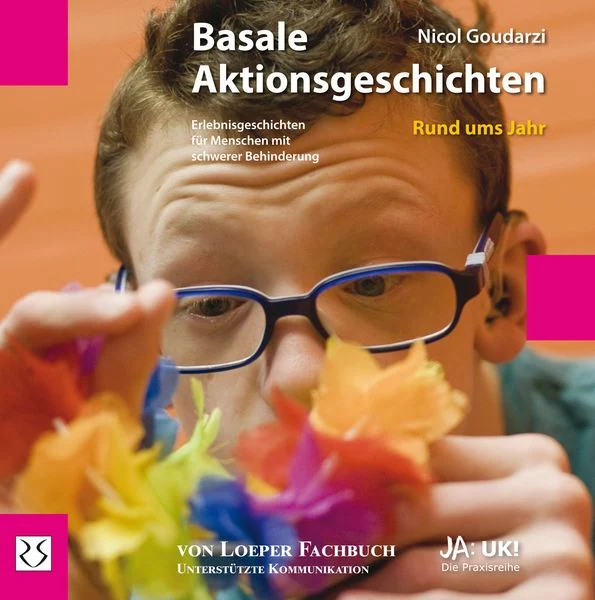 Basale
Aktionsgeschichten
Nicol Goudarzi
Erlebnisgeschichten
für Menschen mit
schwerer Behinderung
Rund ums Jahr
VON LOEPER FACHBUCH
UNTERSTÜTZTE KOMMUNIKATION
JA: UK!
Die Praxisreihe